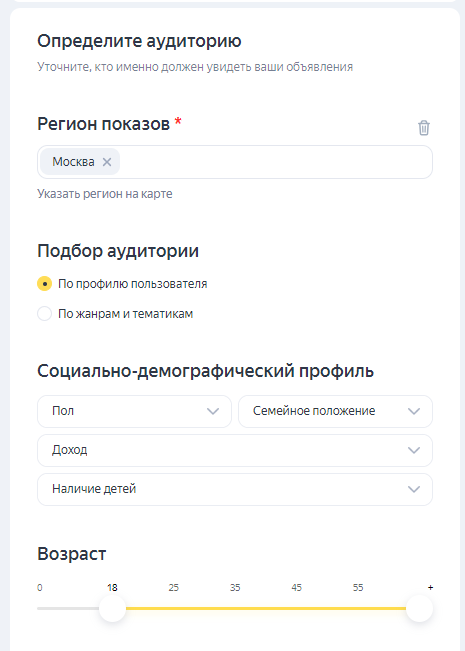 Определите аудиторию
Уточните, кто именно должен увидеть ваши объявления
Регион показов *
Москва ×
Указать регион на карте
Подбор аудитории
По профилю пользователя
По жанрам и тематикам
Социально-демографический профиль
Пол Семейное положение
Доход
Наличие детей
Возраст
0 18 25 35 45 55 +